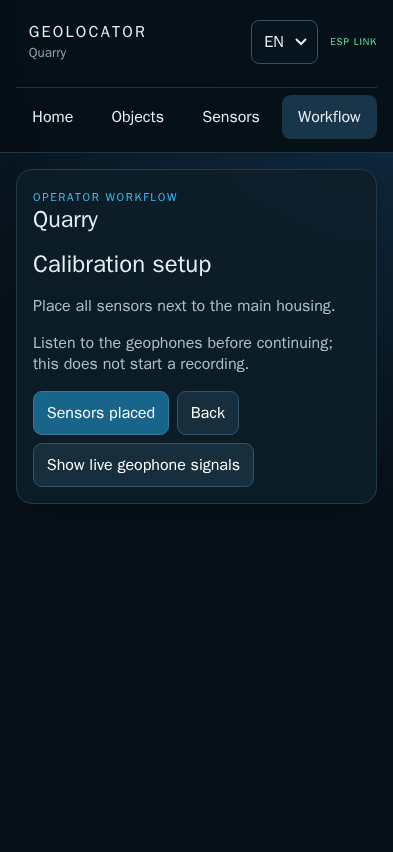 GEOLOCATOR
Quarry
EN
ESP LINK
Home Objects Sensors Workflow
OPERATOR WORKFLOW
Quarry
Calibration setup
Place all sensors next to the main housing.
Listen to the geophones before continuing;
this does not start a recording.
Sensors placed Back
Show live geophone signals